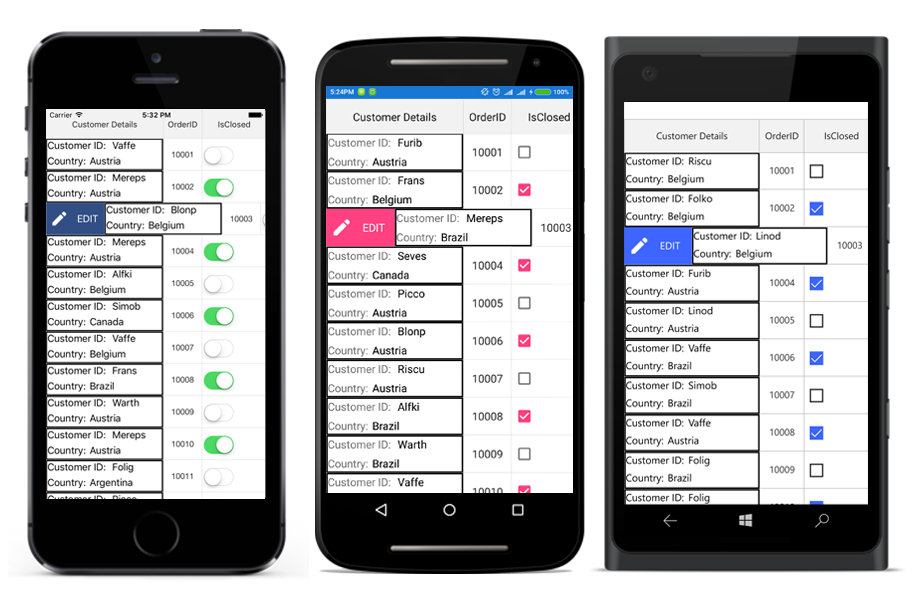 Carrier 5:32 PM
Customer Details OrderID IsClosed
Customer ID: Vaffe
Country: Austria
10001
Customer ID: Mereps
Country: Austria
10002
EDIT
Customer ID: Blonp
Country: Belgium
10003
Customer ID: Mereps
Country: Austria
10004
Customer ID: Alfki
Country: Belgium
10005
Customer ID: Simob
Country: Canada
10006
Customer ID: Vaffe
Country: Belgium
10007
Customer ID: Frans
Country: Brazil
10008
Customer ID: Warth
Country: Austria
10009
Customer ID: Mereps
Country: Austria
10010
Customer ID: Folig
Country: Argentina
10011
Customer ID: Picco
5:24PM 100%
Customer Details OrderID IsClosed
Customer ID: Furib
Country: Austria
10001
Customer ID: Frans
Country: Belgium
10002
EDIT
Customer ID: Mereps
Country: Brazil
10003
Customer ID: Seves
Country: Canada
10004
Customer ID: Picco
Country: Austria
10005
Customer ID: Blonp
Country: Austria
10006
Customer ID: Riscu
Country: Austria
10007
Customer ID: Alfki
Country: Brazil
10008
Customer ID: Warth
Country: Brazil
10009
Customer ID: Vaffe
10010
Customer Details OrderID IsClosed
Customer ID: Riscu
Country: Belgium
10001
Customer ID: Folko
Country: Belgium
10002
EDIT
Customer ID: Linod
Country: Belgium
10003
Customer ID: Furib
Country: Austria
10004
Customer ID: Linod
Country: Austria
10005
Customer ID: Vaffe
Country: Brazil
10006
Customer ID: Simob
Country: Brazil
10007
Customer ID: Vaffe
Country: Austria
10008
Customer ID: Folig
Country: Brazil
10009
Customer ID: Folig